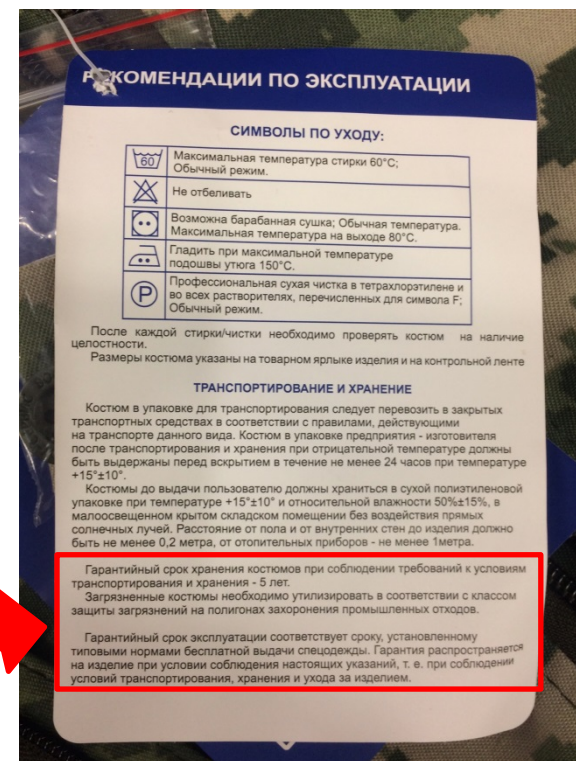 РЕКОМЕНДАЦИИ ПО ЭКСПЛУАТАЦИИ
СИМВОЛЫ ПО УХОДУ:
60 Максимальная температура стирки 60°С;
Обычный режим.
Не отбеливать
Возможна барабанная сушка; Обычная температура.
Максимальная температура на выходе 80°С.
Гладить при максимальной температуре
подошвы утюга 150°С.
P Профессиональная сухая чистка в тетрахлорэтилене и
во всех растворителях, перечисленных для символа F;
Обычный режим.
После каждой стирки/чистки необходимо проверять костюм на наличие
целостности.
Размеры костюма указаны на товарном ярлыке изделия и на контрольной ленте
ТРАНСПОРТИРОВАНИЕ И ХРАНЕНИЕ
Костюм в упаковке для транспортирования следует перевозить в закрытых
транспортных средствах в соответствии с правилами, действующими
на транспорте данного вида. Костюм в упаковке предприятия - изготовителя
после транспортирования и хранения при отрицательной температуре должны
быть выдержаны перед вскрытием в течение не менее 24 часов при температуре
+15°±10°.
Костюмы до выдачи пользователю должны храниться в сухой полиэтиленовой
упаковке при температуре +15°±10° и относительной влажности 50%±15%, в
малоосвещенном крытом складском помещении без воздействия прямых
солнечных лучей. Расстояние от пола и от внутренних стен до изделия должно
быть не менее 0,2 метра, от отопительных приборов - не менее 1метра.
Гарантийный срок хранения костюмов при соблюдении требований к условиям
транспортирования и хранения - 5 лет.
Загрязненные костюмы необходимо утилизировать в соответствии с классом
защиты загрязнений на полигонах захоронения промышленных отходов.
Гарантийный срок эксплуатации соответствует сроку, установленному
типовыми нормами бесплатной выдачи спецодежды. Гарантия распространяется
на изделие при условии соблюдения настоящих указаний, т. е. при соблюдении
условий транспортирования, хранения и ухода за изделием.